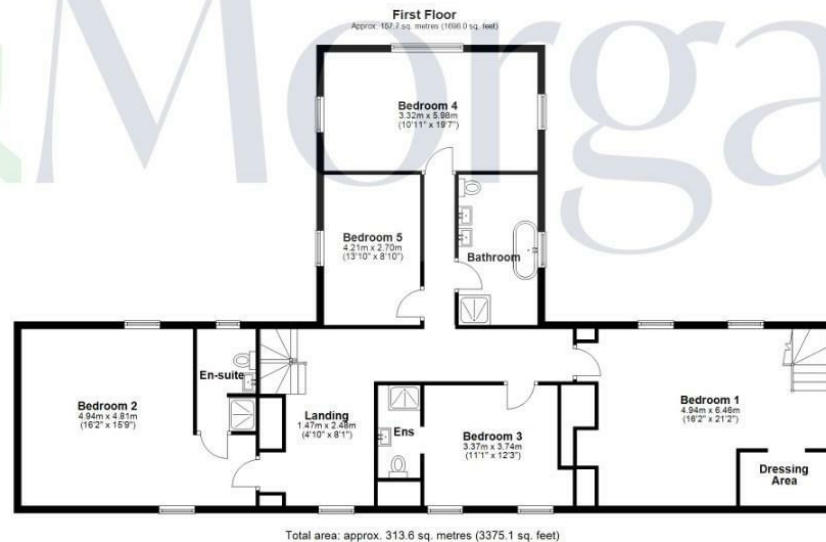 First Floor
Approx. 157.7 sq. metres (1698.0 sq. feet)
Morga
Bedroom 4
3.32m x 5.98m
(10'11" x 19'7")
Bedroom 5
4.21m x 2.70m
(13'10" x 8'10")
Bathroom
En-suite
Bedroom 2
4.94m x 4.81m
(16'2" x 15'9")
Landing
1.47m x 2.48m
(4'10" x 8'1")
Ens
Bedroom 3
3.37m x 3.74m
(11'1" x 12'3")
Bedroom 1
4.94m x 6.46m
(16'2" x 21'2")
Dressing
Area
Total area: approx. 313.6 sq. metres (3375.1 sq. feet)